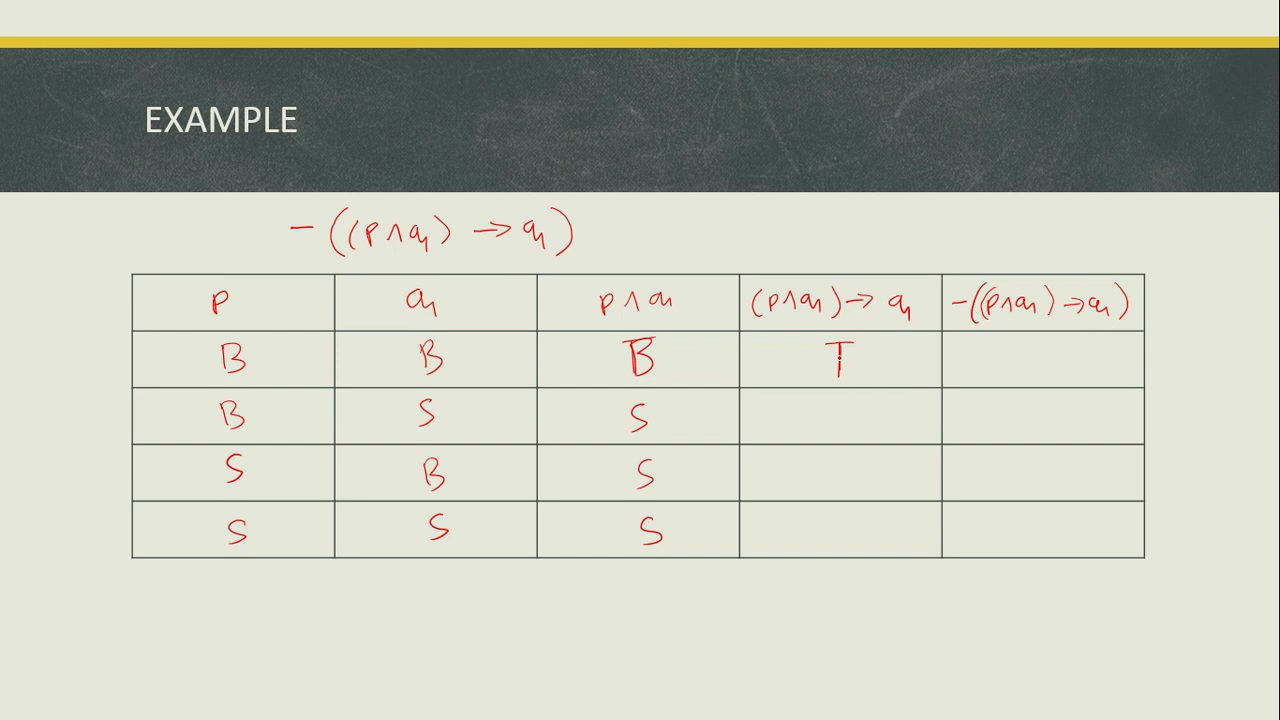 EXAMPLE
-((p∧q) → q)
p q p∧q (p∧q)→q -((p∧q)→q)
B B B T
B S S
S B S
S S S